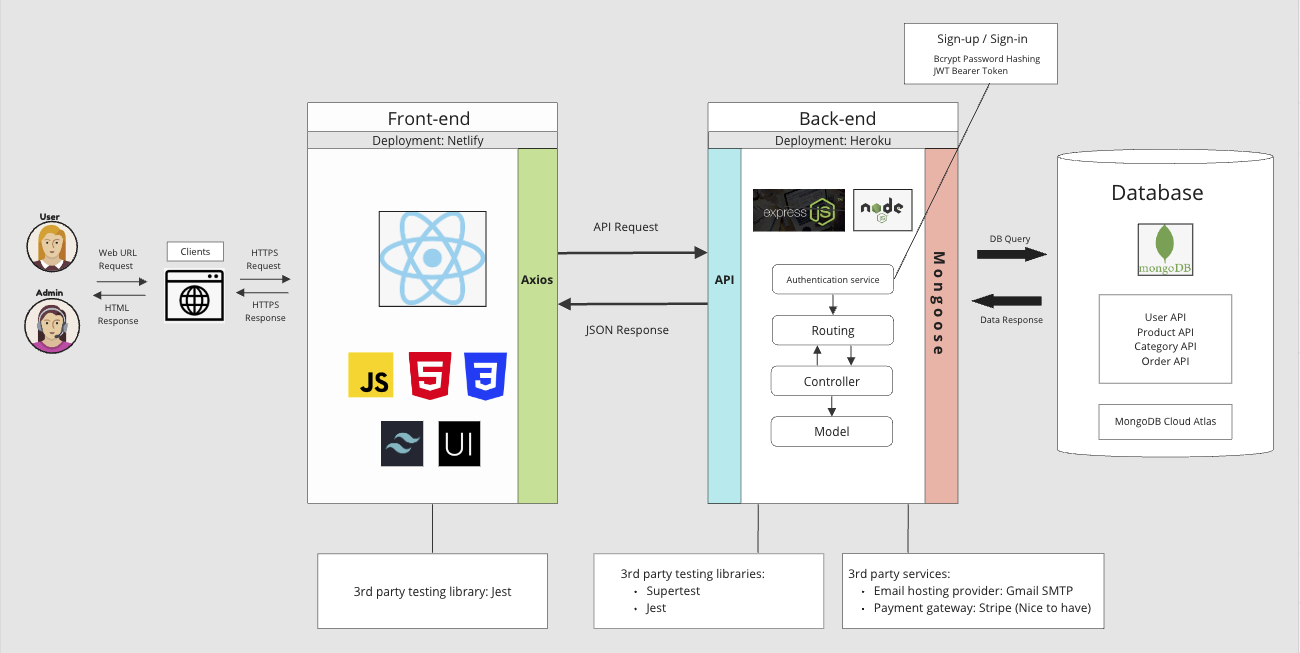 Sign-up / Sign-in
Bcrypt Password Hashing
JWT Bearer Token
Front-end
Deployment: Netlify
Back-end
Deployment: Heroku
User
Admin
Web URL
Request
HTML
Response
Clients
HTTPS
Request
HTTPS
Response
JS
5
3
UI
Axios
API Request
JSON Response
API
express
JS
node
JS
Authentication service
Routing
Controller
Model
Mongoose
DB Query
Data Response
Database
mongoDB
User API
Product API
Category API
Order API
MongoDB Cloud Atlas
3rd party testing library: Jest
3rd party testing libraries:
• Supertest
• Jest
3rd party services:
• Email hosting provider: Gmail SMTP
• Payment gateway: Stripe (Nice to have)